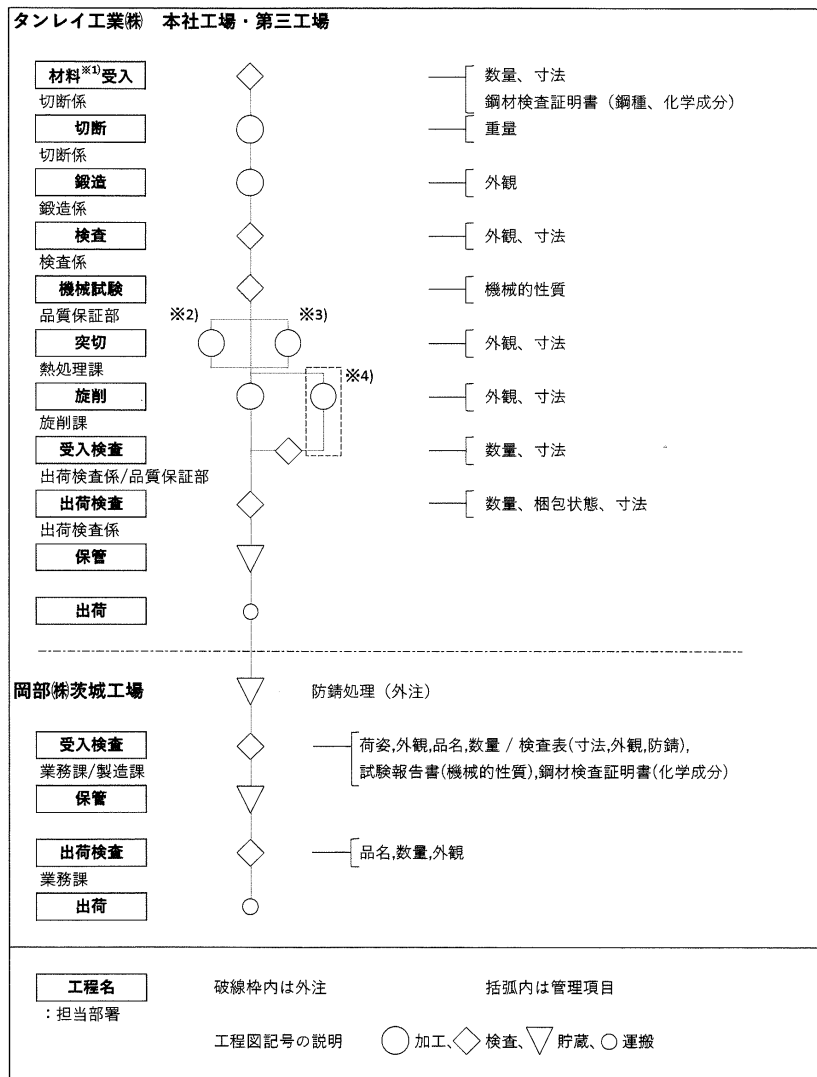 タンレイ工業㈱ 本社工場・第三工場
材料※1)受入
数量、寸法
切断係
鋼材検査証明書（鋼種、化学成分）
切断
重量
切断係
鍛造
外観
鍛造係
検査
外観、寸法
検査係
機械試験
機械的性質
品質保証部
※2)
※3)
突切
外観、寸法
熱処理課
※4)
旋削
外観、寸法
旋削課
受入検査
数量、寸法
出荷検査係/品質保証部
出荷検査
数量、梱包状態、寸法
出荷検査係
保管
出荷
岡部㈱茨城工場
防錆処理（外注）
受入検査
荷姿,外観,品名,数量 / 検査表(寸法,外観,防錆),
業務課/製造課
試験報告書(機械的性質),鋼材検査証明書(化学成分)
保管
出荷検査
品名,数量,外観
業務課
出荷
工程名
破線枠内は外注
括弧内は管理項目
：担当部署
工程図記号の説明
加工、
検査、
貯蔵、
運搬